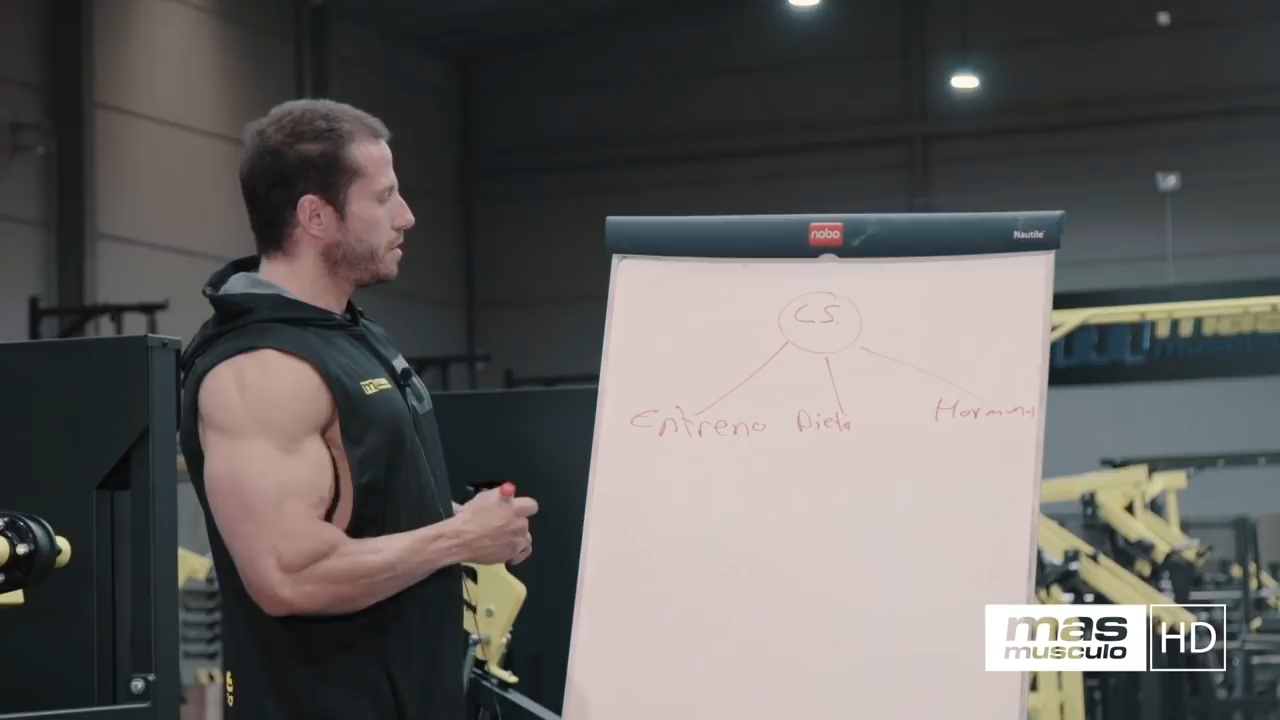 nobo
Nautile
C.S.
Entreno Dieta Hormonas
mas
musculo
HD